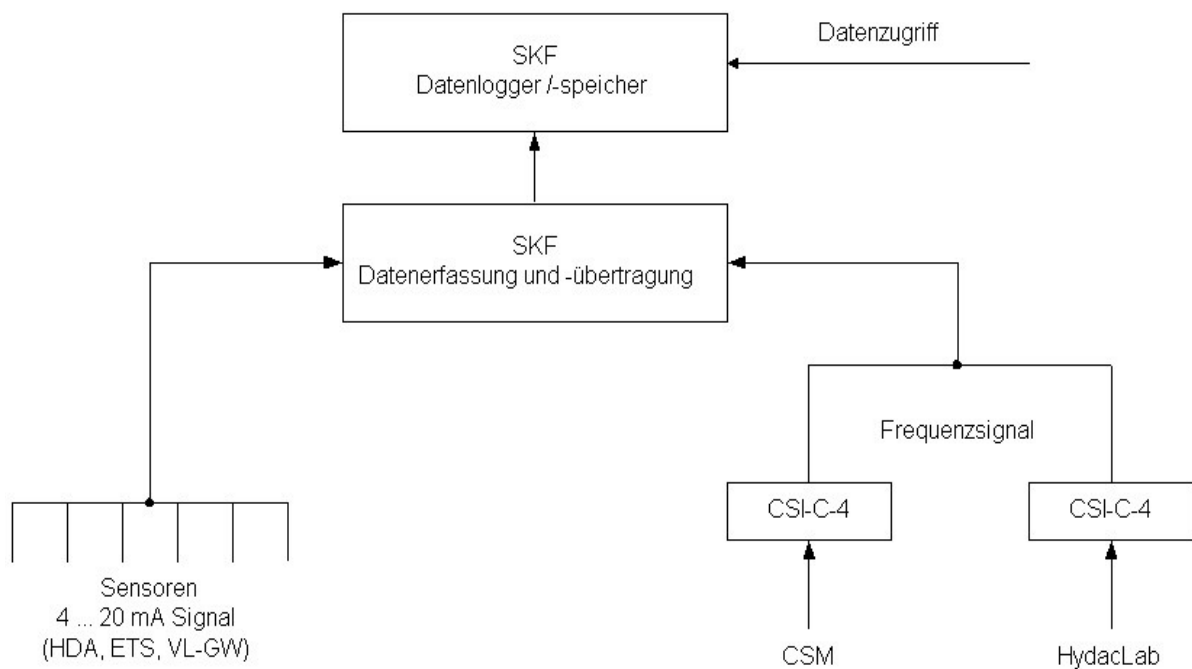 Datenzugriff
SKF
Datenlogger /-speicher
SKF
Datenerfassung und -übertragung
Frequenzsignal
CSI-C-4
CSI-C-4
Sensoren
4 ... 20 mA Signal
(HDA, ETS, VL-GW)
CSM
HydacLab